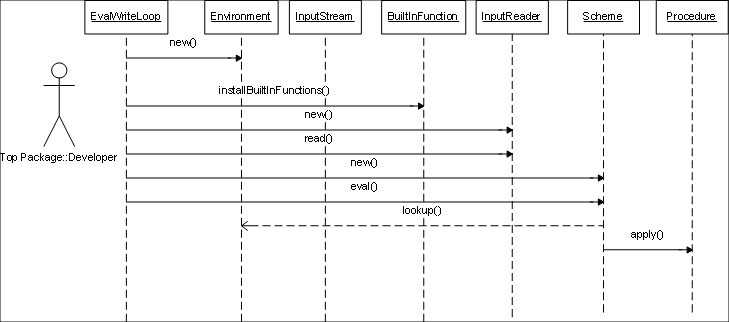 EvalWriteLoop
Environment
InputStream
BuiltInFunction
InputReader
Scheme
Procedure
new()
installBuiltInFunctions()
new()
read()
Top Package::Developer
new()
eval()
lookup()
apply()